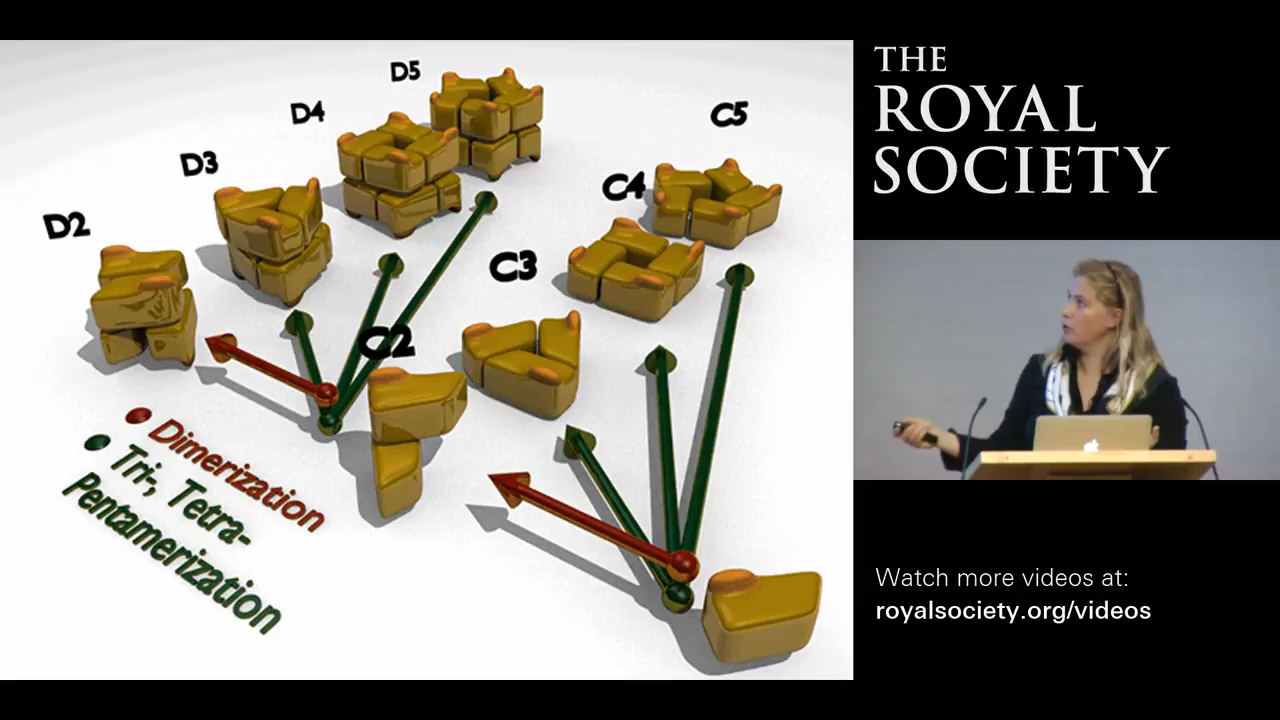 D5
D4
D3
D2
C5
C4
C3
C2
Dimerization
Tri-, Tetra-
Pentamerization
THE
ROYAL
SOCIETY
Watch more videos at:
royalsociety.org/videos